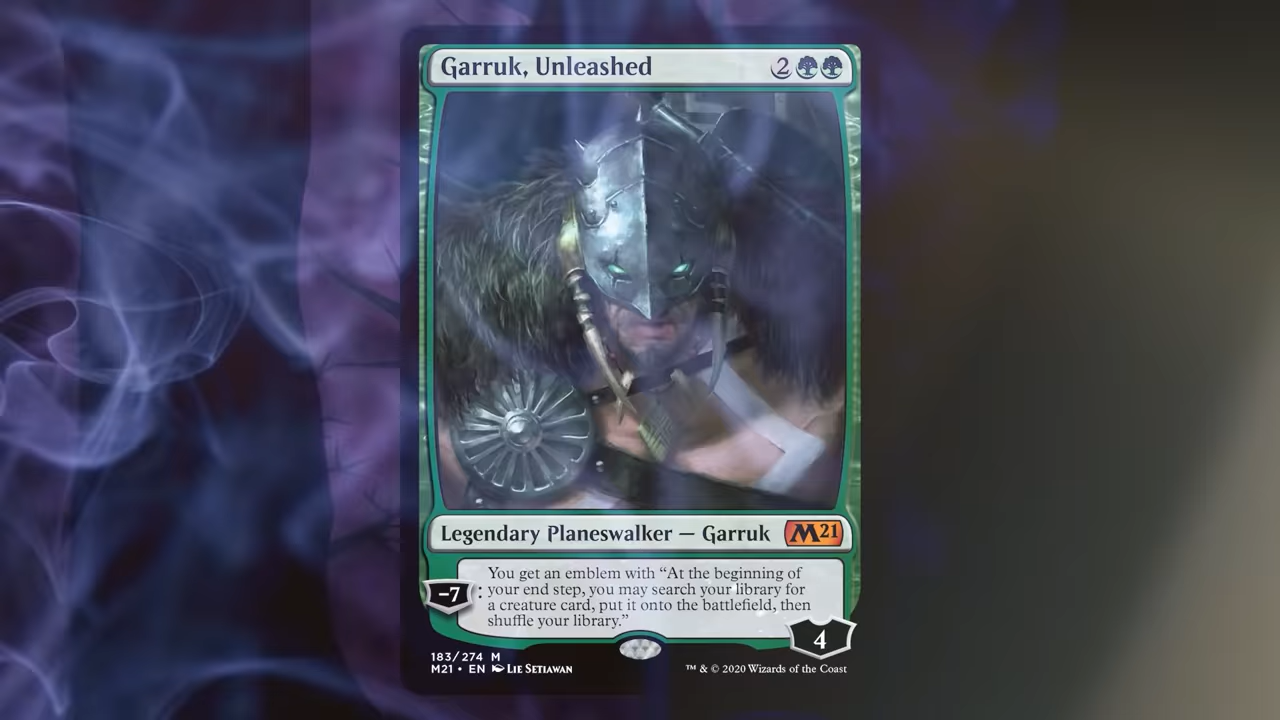 Garruk, Unleashed 2
Legendary Planeswalker — Garruk M21
You get an emblem with “At the beginning of
-7: your end step, you may search your library for
a creature card, put it onto the battlefield, then
shuffle your library.”
4
183/274 M
M21 • EN Lie Setiawan ™ & © 2020 Wizards of the Coast